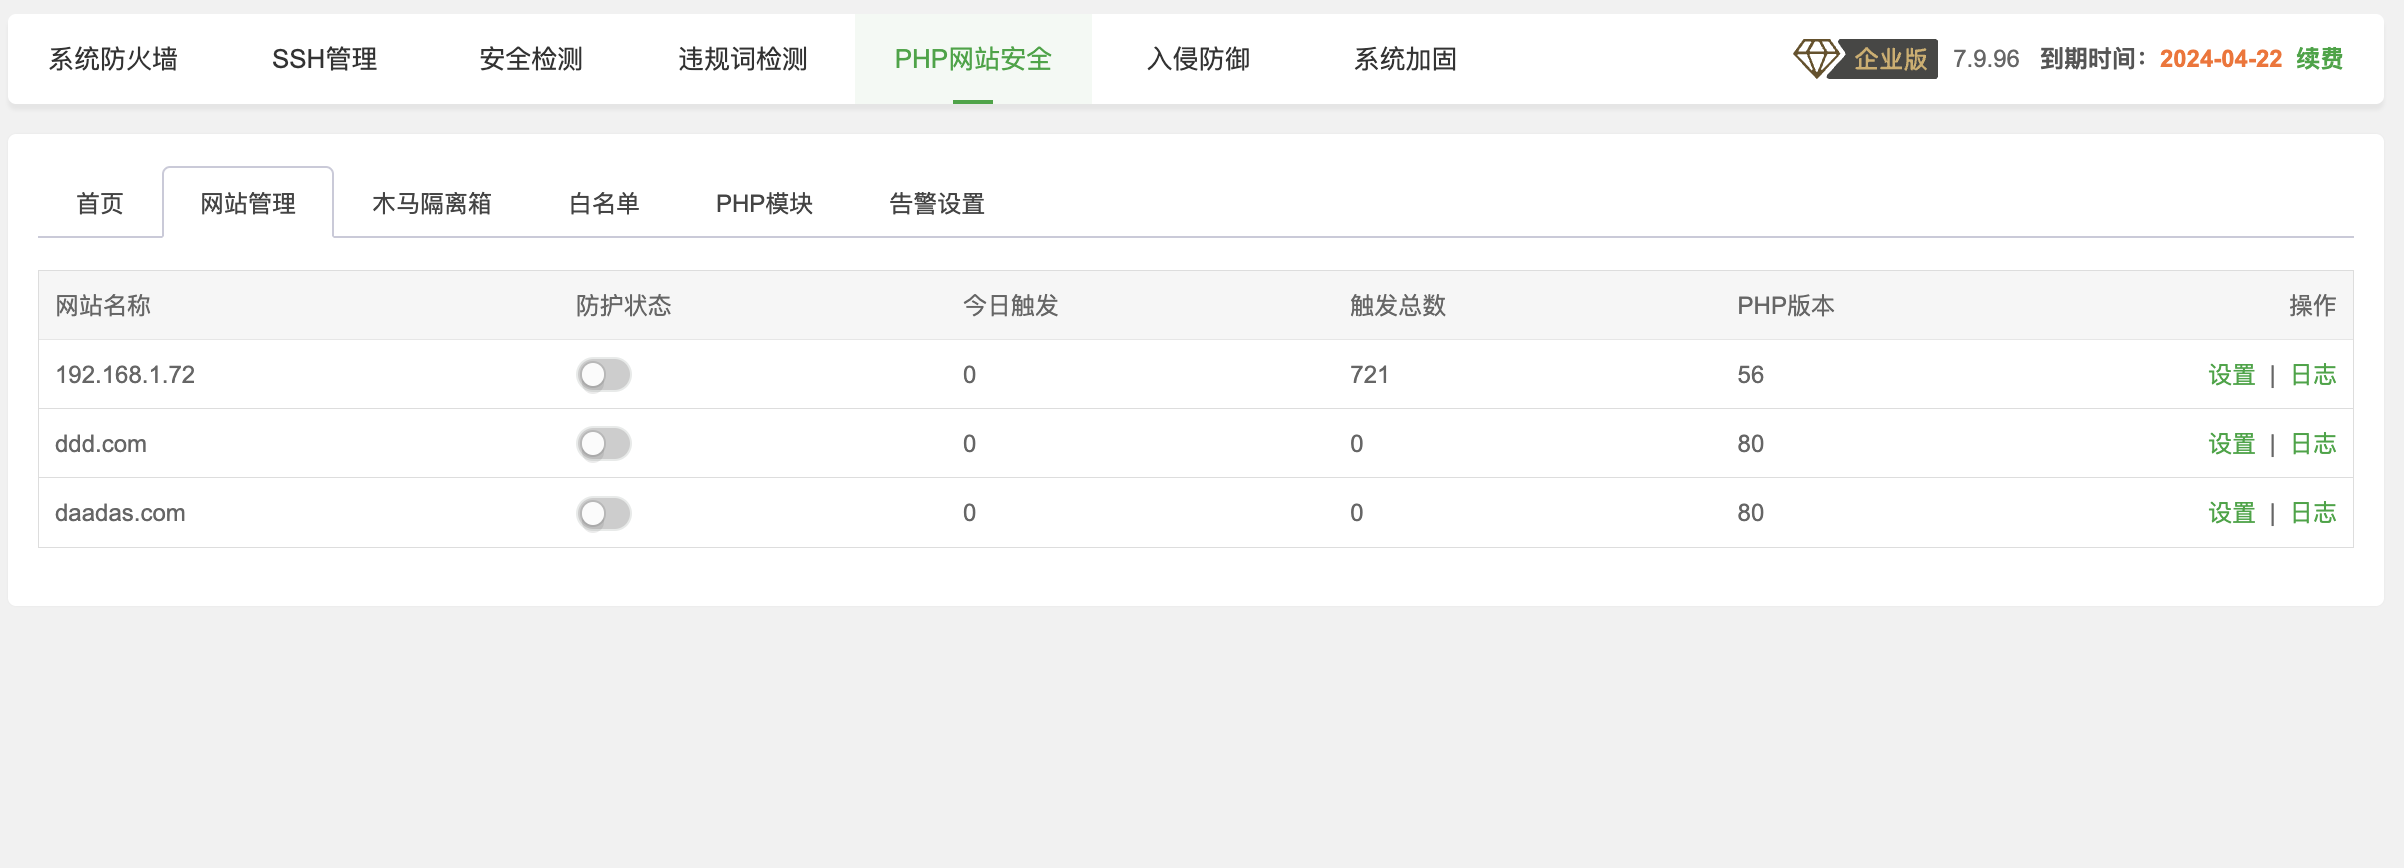 系统防火墙 SSH管理 安全检测 违规词检测 PHP网站安全 入侵防御 系统加固 企业版 7.9.96 到期时间：2024-04-22 续费
首页 网站管理 木马隔离箱 白名单 PHP模块 告警设置
网站名称 防护状态 今日触发 触发总数 PHP版本 操作
192.168.1.72 0 721 56 设置 | 日志
ddd.com 0 0 80 设置 | 日志
daadas.com 0 0 80 设置 | 日志